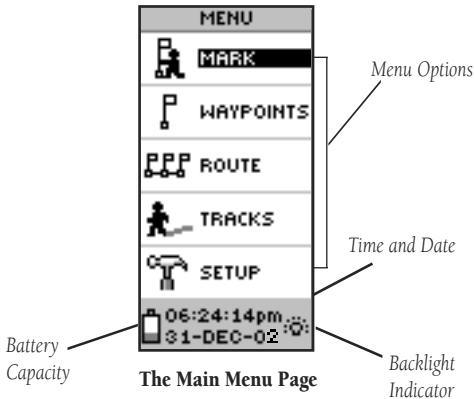 MENU
MARK
WAYPOINTS
ROUTE
TRACKS
SETUP
06:24:14pm
31-DEC-02
Menu Options
Time and Date
Battery
Capacity
Backlight
Indicator
The Main Menu Page